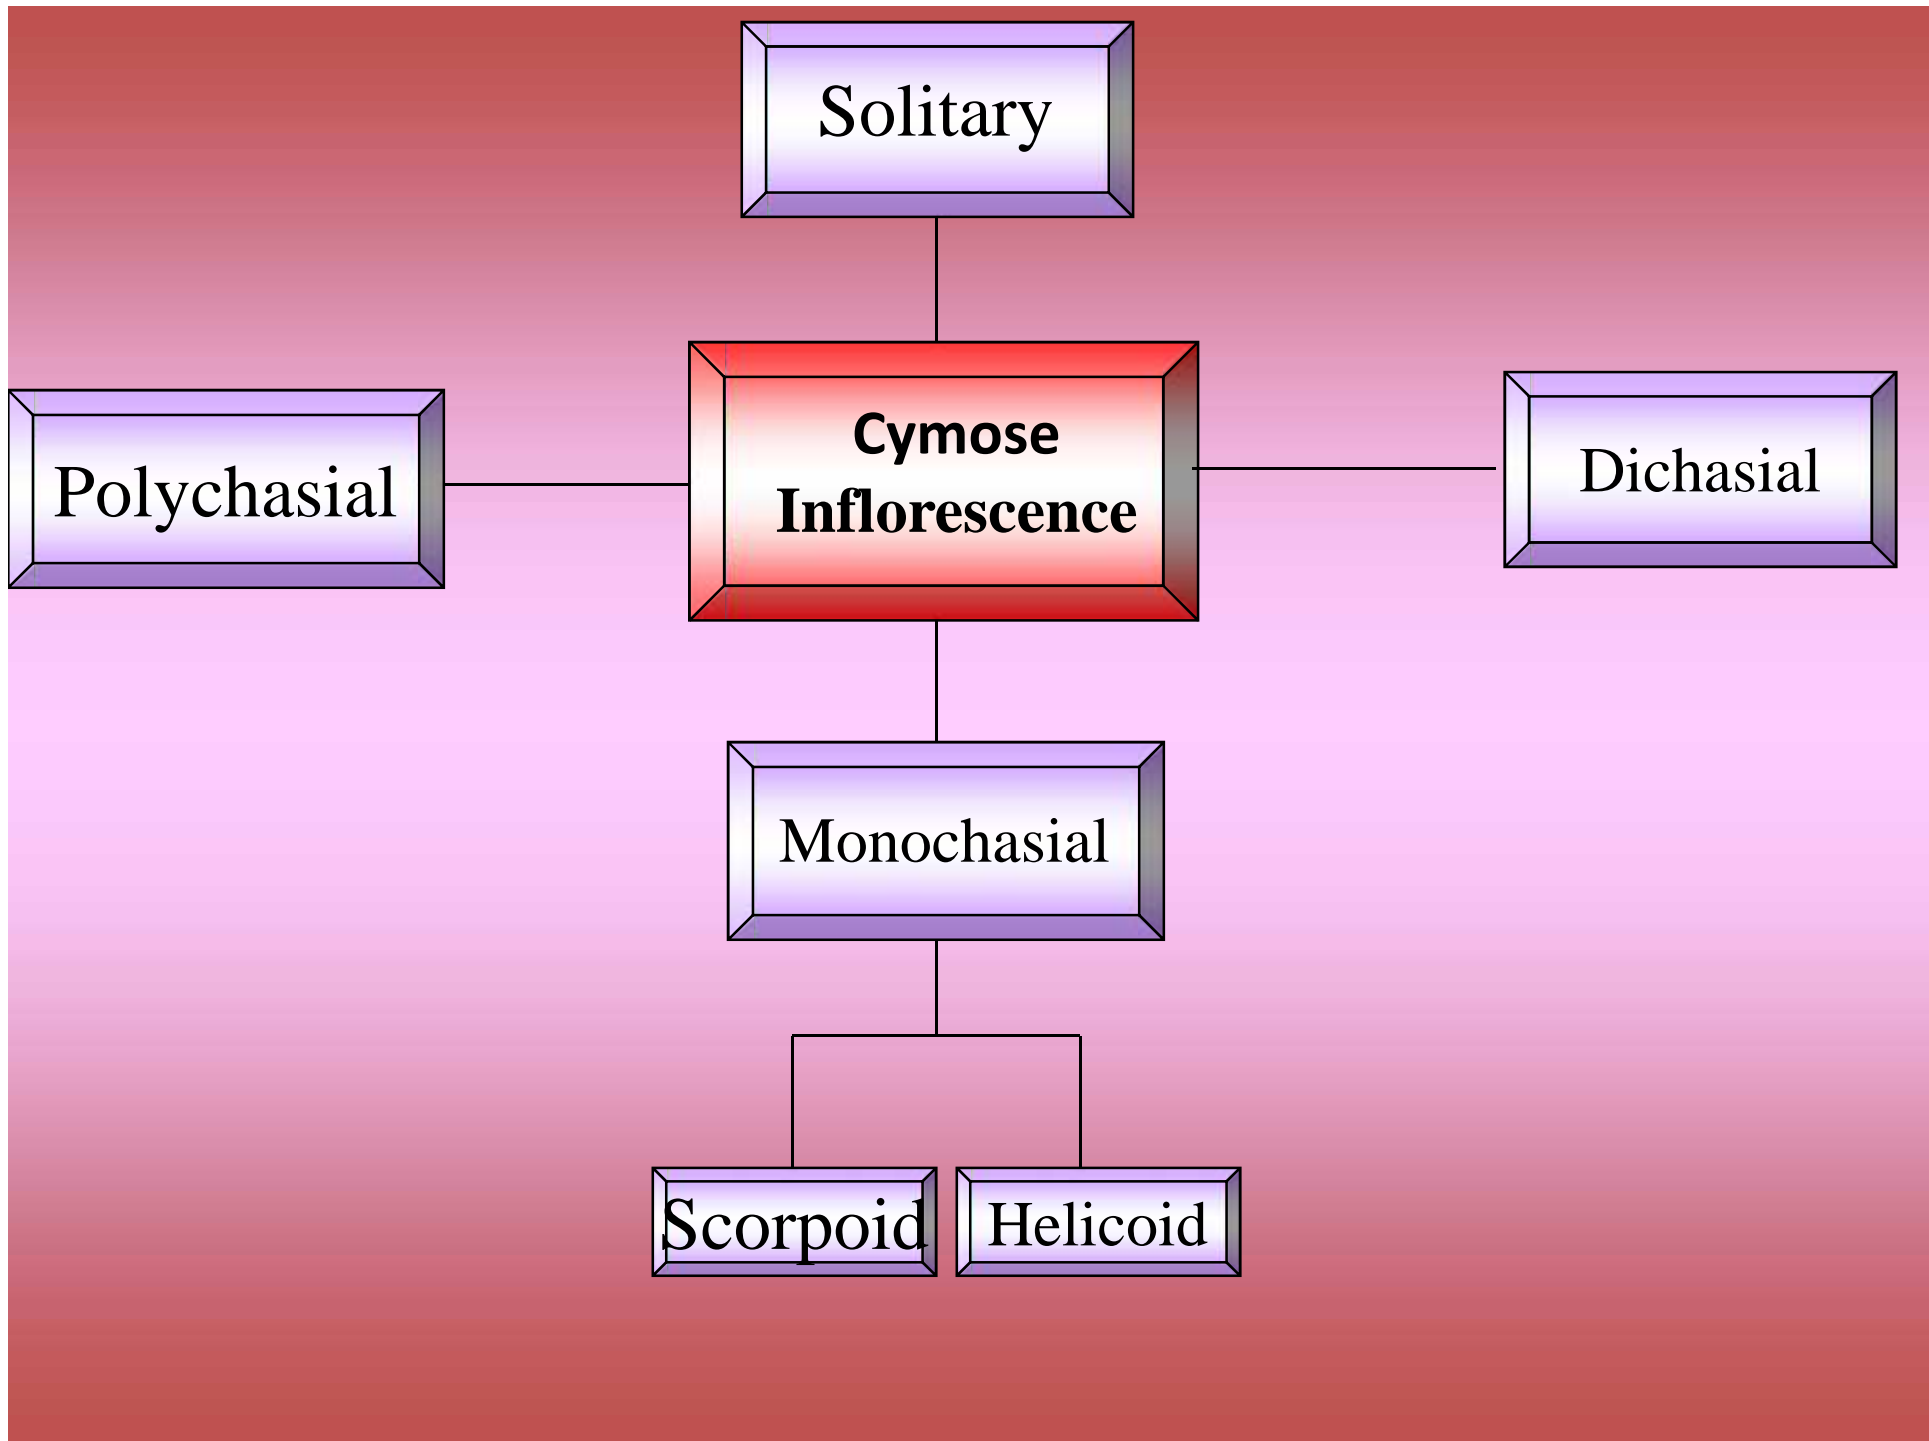 Solitary
Cymose
Inflorescence
Polychasial
Dichasial
Monochasial
Scorpoid
Helicoid